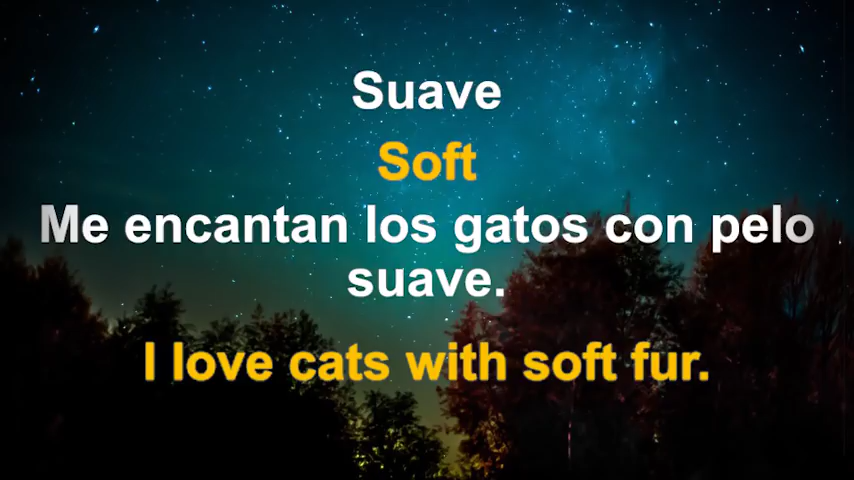 Suave
Soft
Me encantan los gatos con pelo
suave.
I love cats with soft fur.